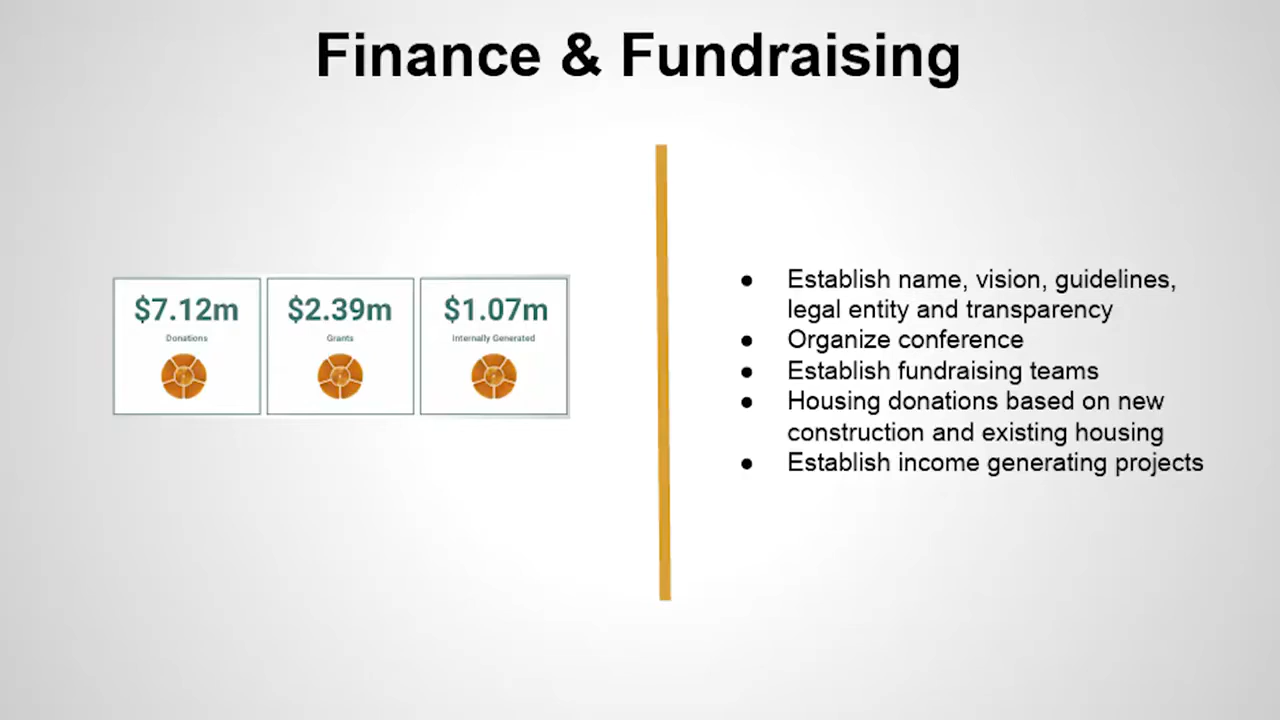 Finance & Fundraising
$7.12m
Donations
$2.39m
Grants
$1.07m
Internally Generated
● Establish name, vision, guidelines,
legal entity and transparency
● Organize conference
● Establish fundraising teams
● Housing donations based on new
construction and existing housing
● Establish income generating projects